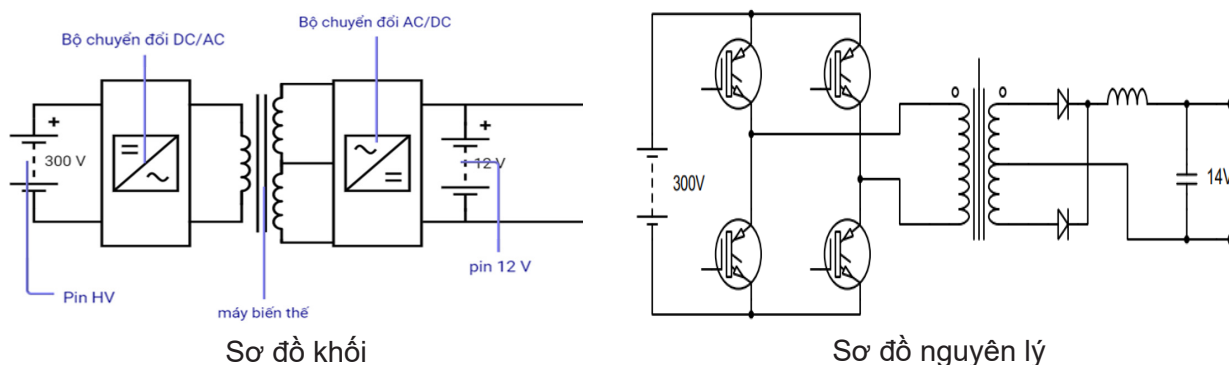 Bộ chuyển đổi DC/AC
Bộ chuyển đổi AC/DC
+
300 V
+
12 V
pin 12 V
Pin HV
máy biến thế
Sơ đồ khối
300V
14V
Sơ đồ nguyên lý